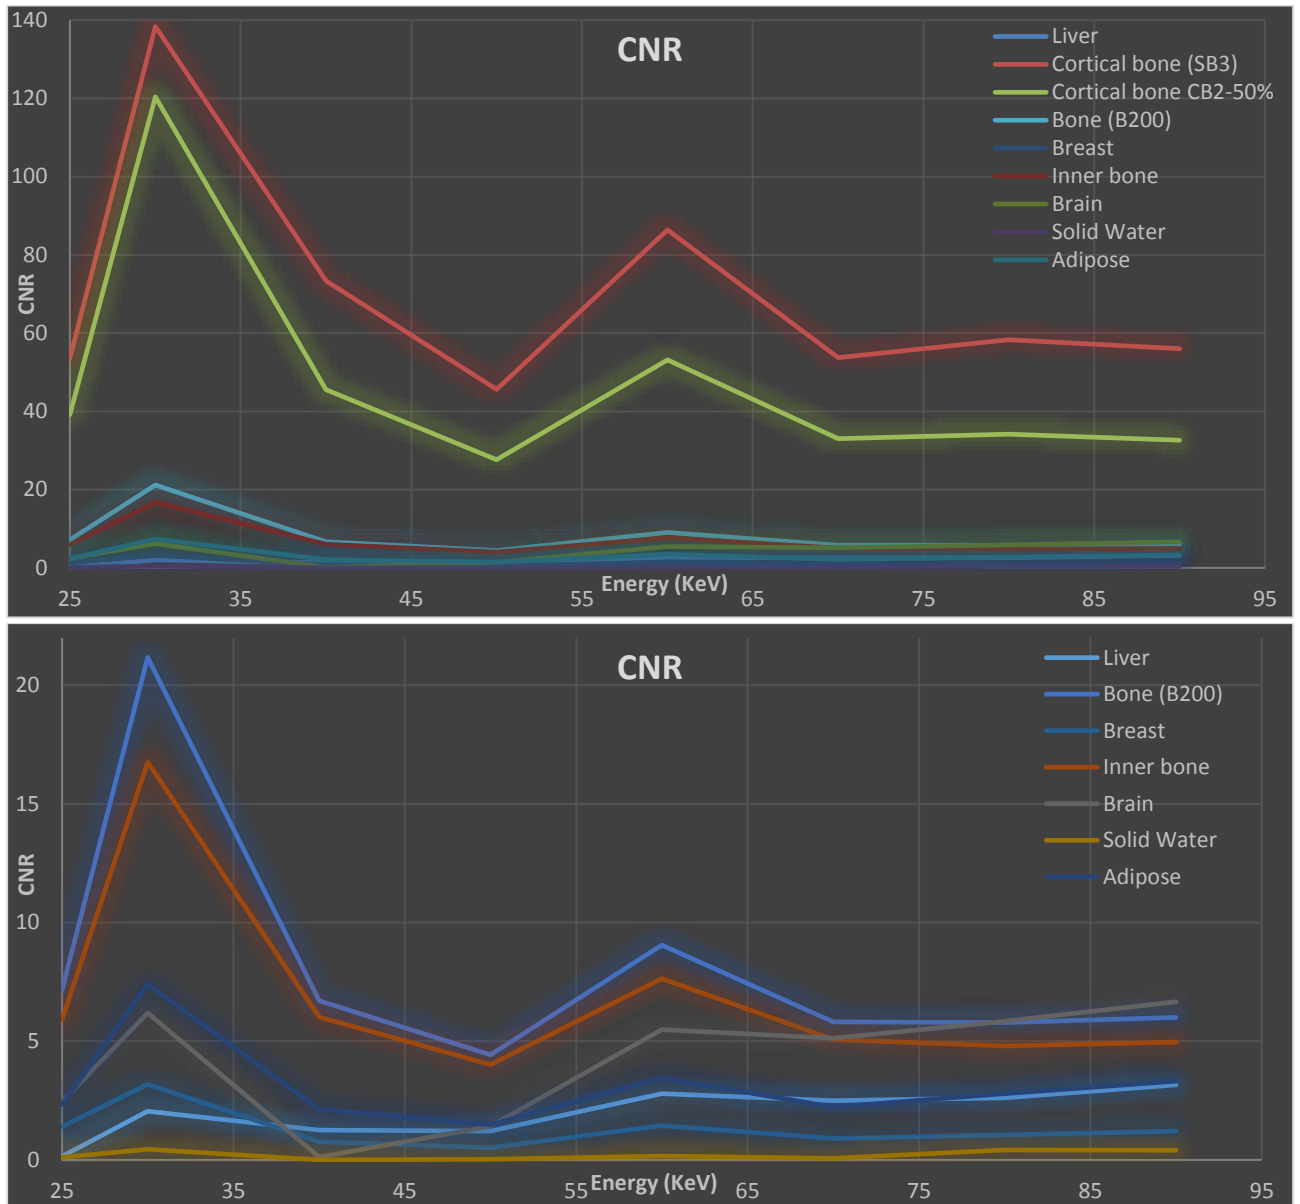 CNR
140
120
100
80
60
40
20
0
CNR
Liver
Cortical bone (SB3)
Cortical bone CB2-50%
Bone (B200)
Breast
Inner bone
Brain
Solid Water
Adipose
25 35 45 55 65 75 85 95
Energy (KeV)
CNR
20
15
10
5
0
CNR
Liver
Bone (B200)
Breast
Inner bone
Brain
Solid Water
Adipose
25 35 45 55 65 75 85 95
Energy (KeV)